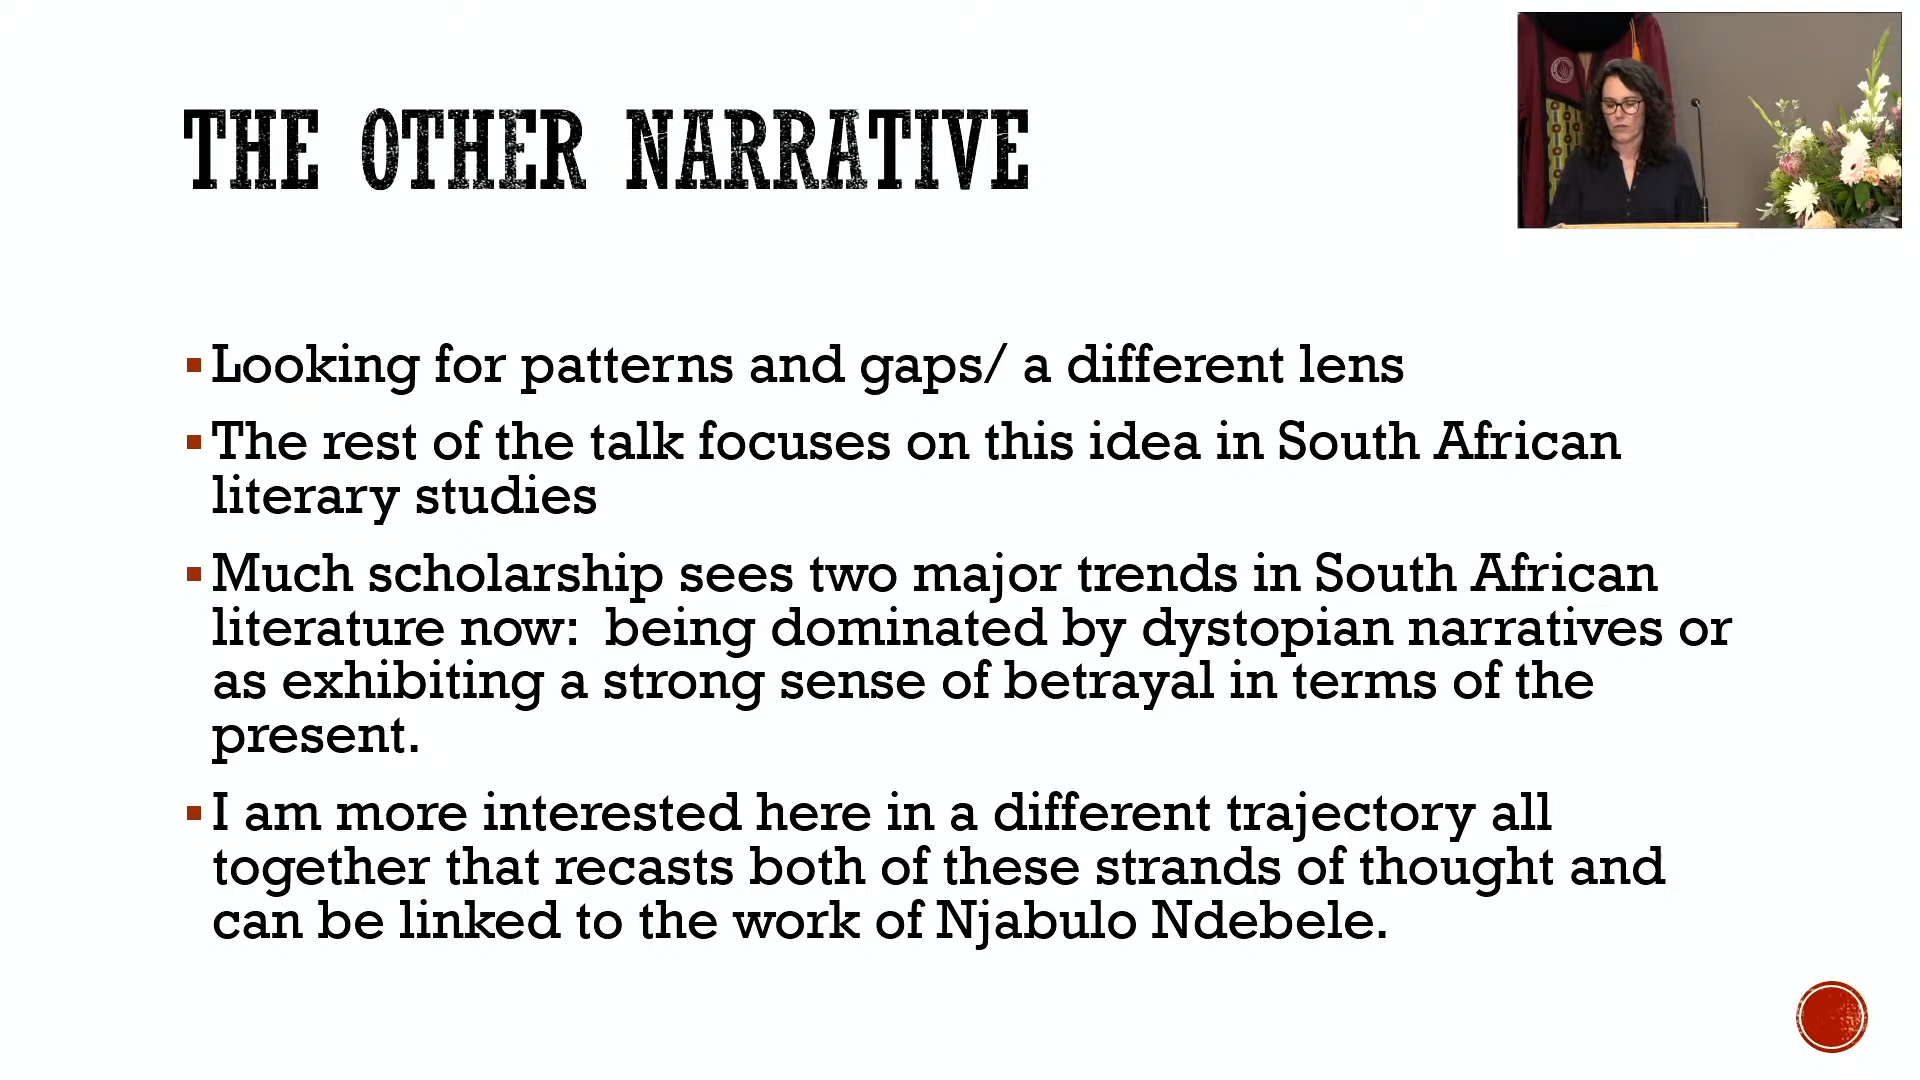 THE OTHER NARRATIVE
▪Looking for patterns and gaps/ a different lens
▪The rest of the talk focuses on this idea in South African
literary studies
▪Much scholarship sees two major trends in South African
literature now:  being dominated by dystopian narratives or
as exhibiting a strong sense of betrayal in terms of the
present.
▪I am more interested here in a different trajectory all
together that recasts both of these strands of thought and
can be linked to the work of Njabulo Ndebele.